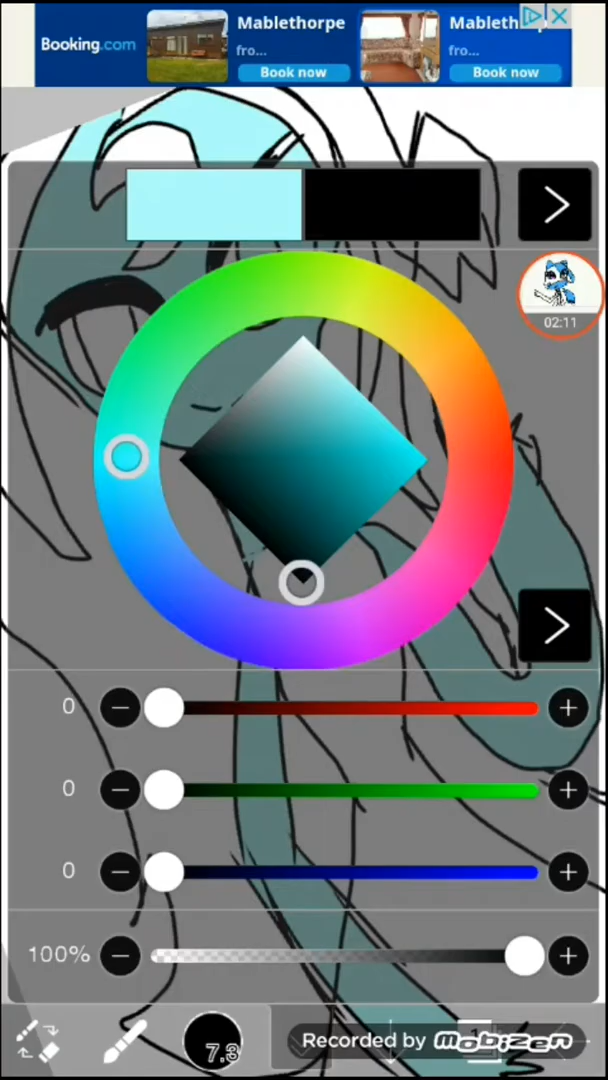 Booking.com
Mablethorpe
fro...
Book now
Mableth
fro...
Book now
02:11
0
0
0
100%
7.3
Recorded by mobizen